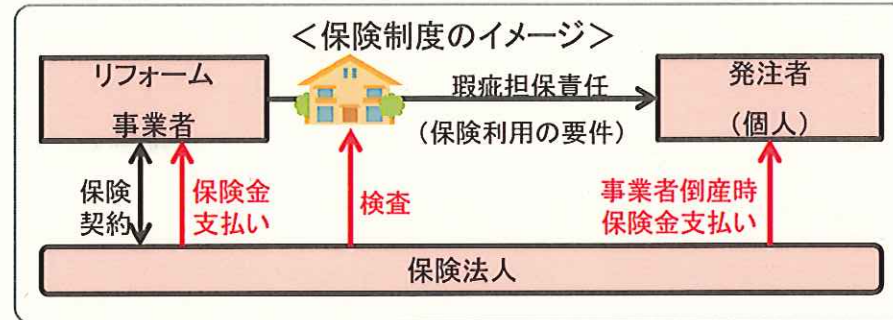 ＜保険制度のイメージ＞
リフォーム
事業者
瑕疵担保責任
（保険利用の要件）
発注者
（個人）
保険
契約
保険金
支払い
検査
事業者倒産時
保険金支払い
保険法人